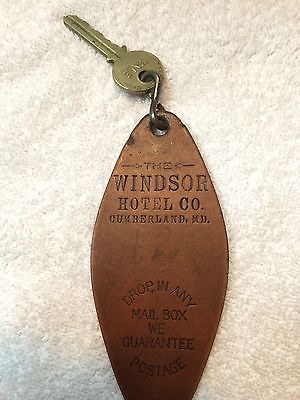 THE
WINDSOR
HOTEL CO.
CUMBERLAND, MD.
DROP IN ANY
MAIL BOX
WE
GUARANTEE
POSTAGE